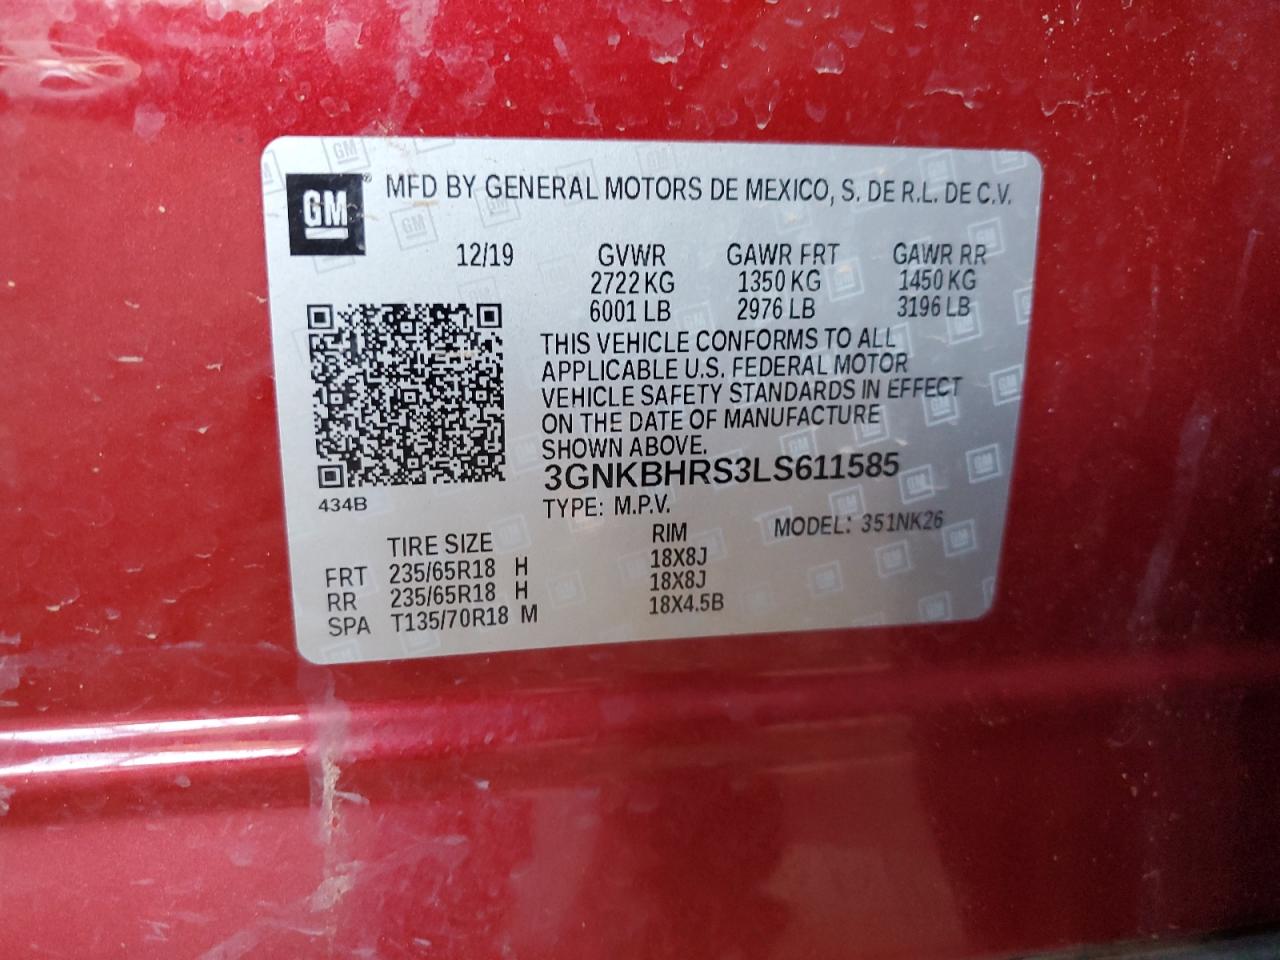 GM
MFD BY GENERAL MOTORS DE MEXICO, S. DE R.L. DE C.V.
12/19 GVWR GAWR FRT GAWR RR
2722 KG 1350 KG 1450 KG
6001 LB 2976 LB 3196 LB
THIS VEHICLE CONFORMS TO ALL
APPLICABLE U.S. FEDERAL MOTOR
VEHICLE SAFETY STANDARDS IN EFFECT
ON THE DATE OF MANUFACTURE
SHOWN ABOVE.
3GNKBHRS3LS611585
434B TYPE: M.P.V.
MODEL: 351NK26
TIRE SIZE RIM
FRT 235/65R18 H 18X8J
RR 235/65R18 H 18X8J
SPA T135/70R18 M 18X4.5B